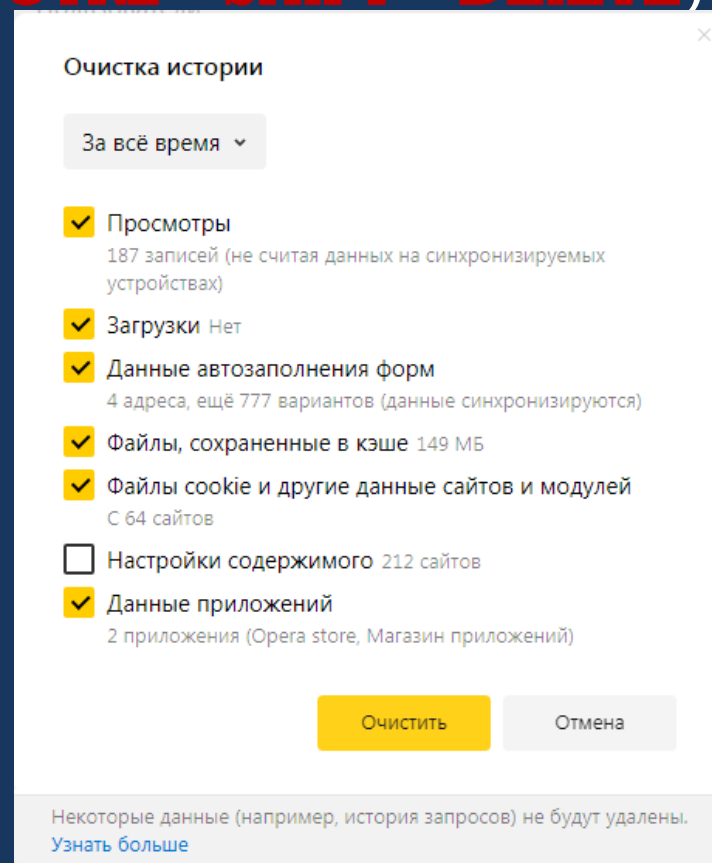 Очистка истории
За всё время
Просмотры
187 записей (не считая данных на синхронизируемых
устройствах)
Загрузки Нет
Данные автозаполнения форм
4 адреса, ещё 777 вариантов (данные синхронизируются)
Файлы, сохраненные в кэше 149 МБ
Файлы cookie и другие данные сайтов и модулей
С 64 сайтов
Настройки содержимого 212 сайтов
Данные приложений
2 приложения (Opera store, Магазин приложений)
Очистить Отмена
Некоторые данные (например, история запросов) не будут удалены.
Узнать больше